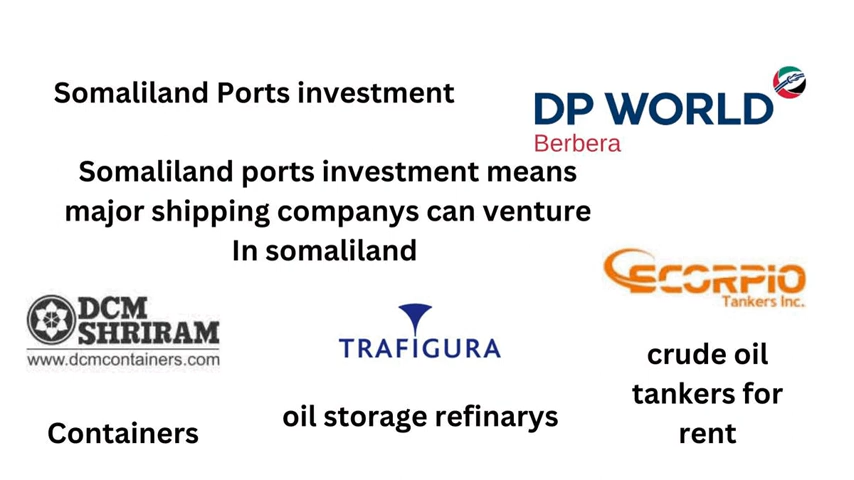 Somaliland Ports investment
DP WORLD
Berbera
Somaliland ports investment means
major shipping companys can venture
In somaliland
SCORPIO
Tankers Inc.
DCM
SHRIRAM
www.dcmcontainers.com
TRAFIGURA
crude oil
tankers for
rent
oil storage refinarys
Containers